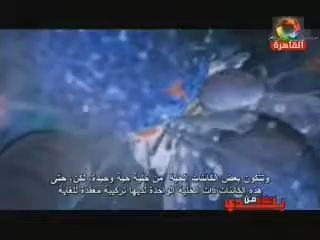 القاهرة
وتتكون بعض الكائنات الحية من خلية حية وحيدة، لكن، حتى
هذه الكائنات ذات الخلية الواحدة لديها تركيبة معقدة للغاية
من